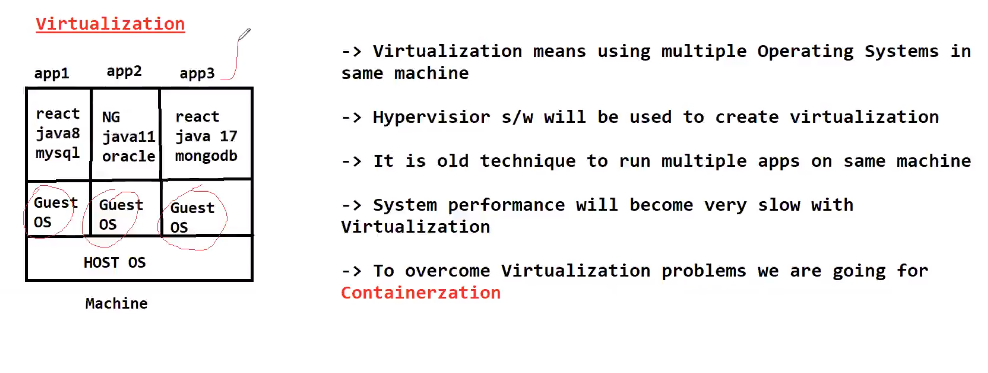 Virtualization
app1 app2 app3
react NG react
java8 java11 java 17
mysql oracle mongodb
Guest Guest Guest
OS OS OS
HOST OS
Machine
-> Virtualization means using multiple Operating Systems in
same machine
-> Hypervisior s/w will be used to create virtualization
-> It is old technique to run multiple apps on same machine
-> System performance will become very slow with
Virtualization
-> To overcome Virtualization problems we are going for
Containerzation